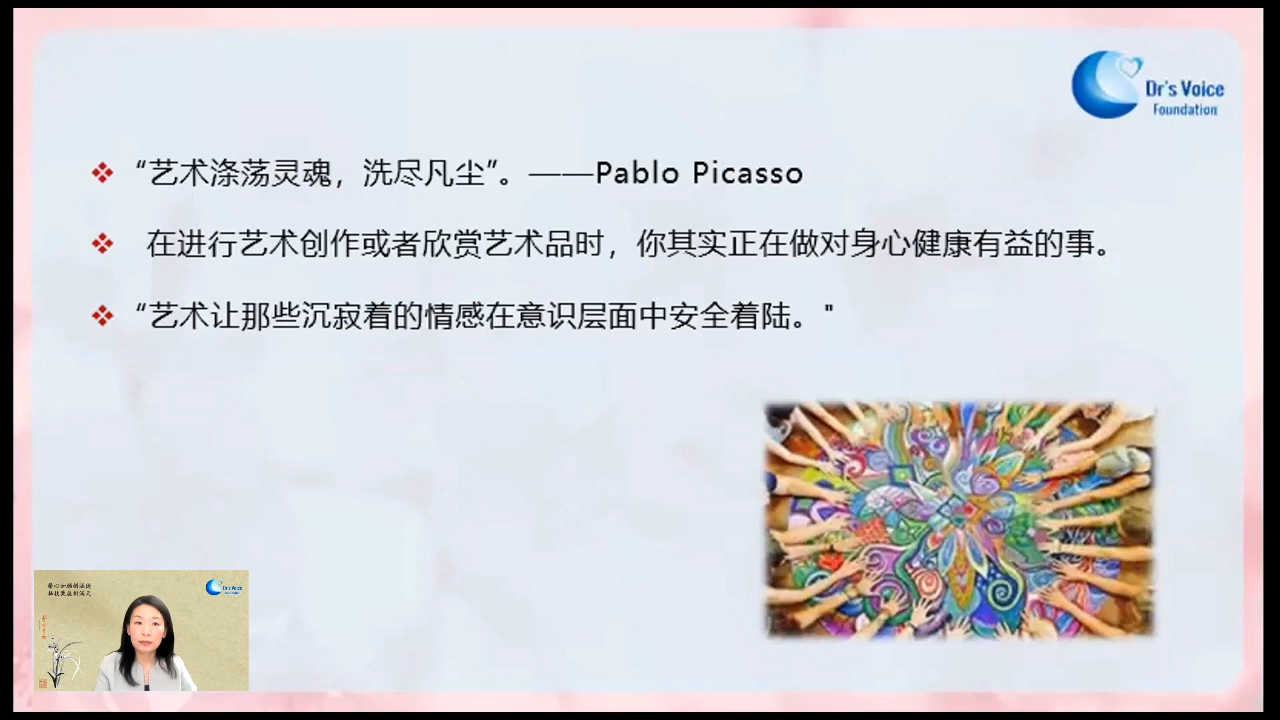 Dr's Voice
Foundation
“艺术涤荡灵魂，洗尽凡尘”。——Pablo Picasso
在进行艺术创作或者欣赏艺术品时，你其实正在做对身心健康有益的事。
“艺术让那些沉寂着的情感在意识层面中安全着陆。"
Dr's Voice